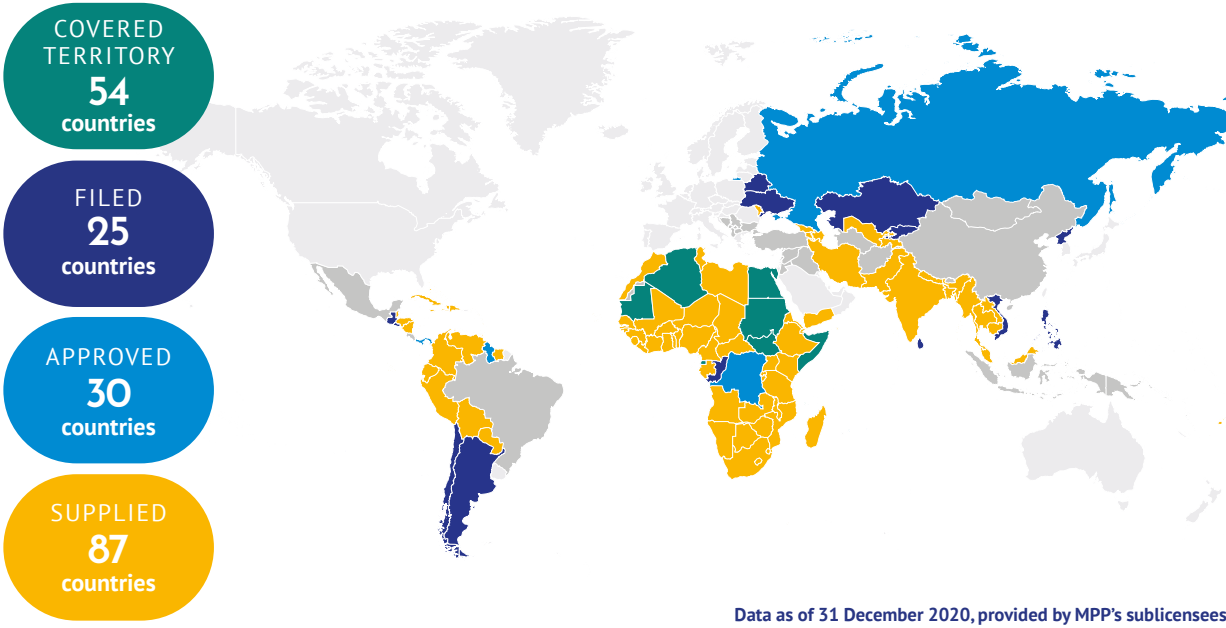 COVERED
TERRITORY
54
countries
FILED
25
countries
APPROVED
30
countries
SUPPLIED
87
countries
Data as of 31 December 2020, provided by MPP's sublicensees